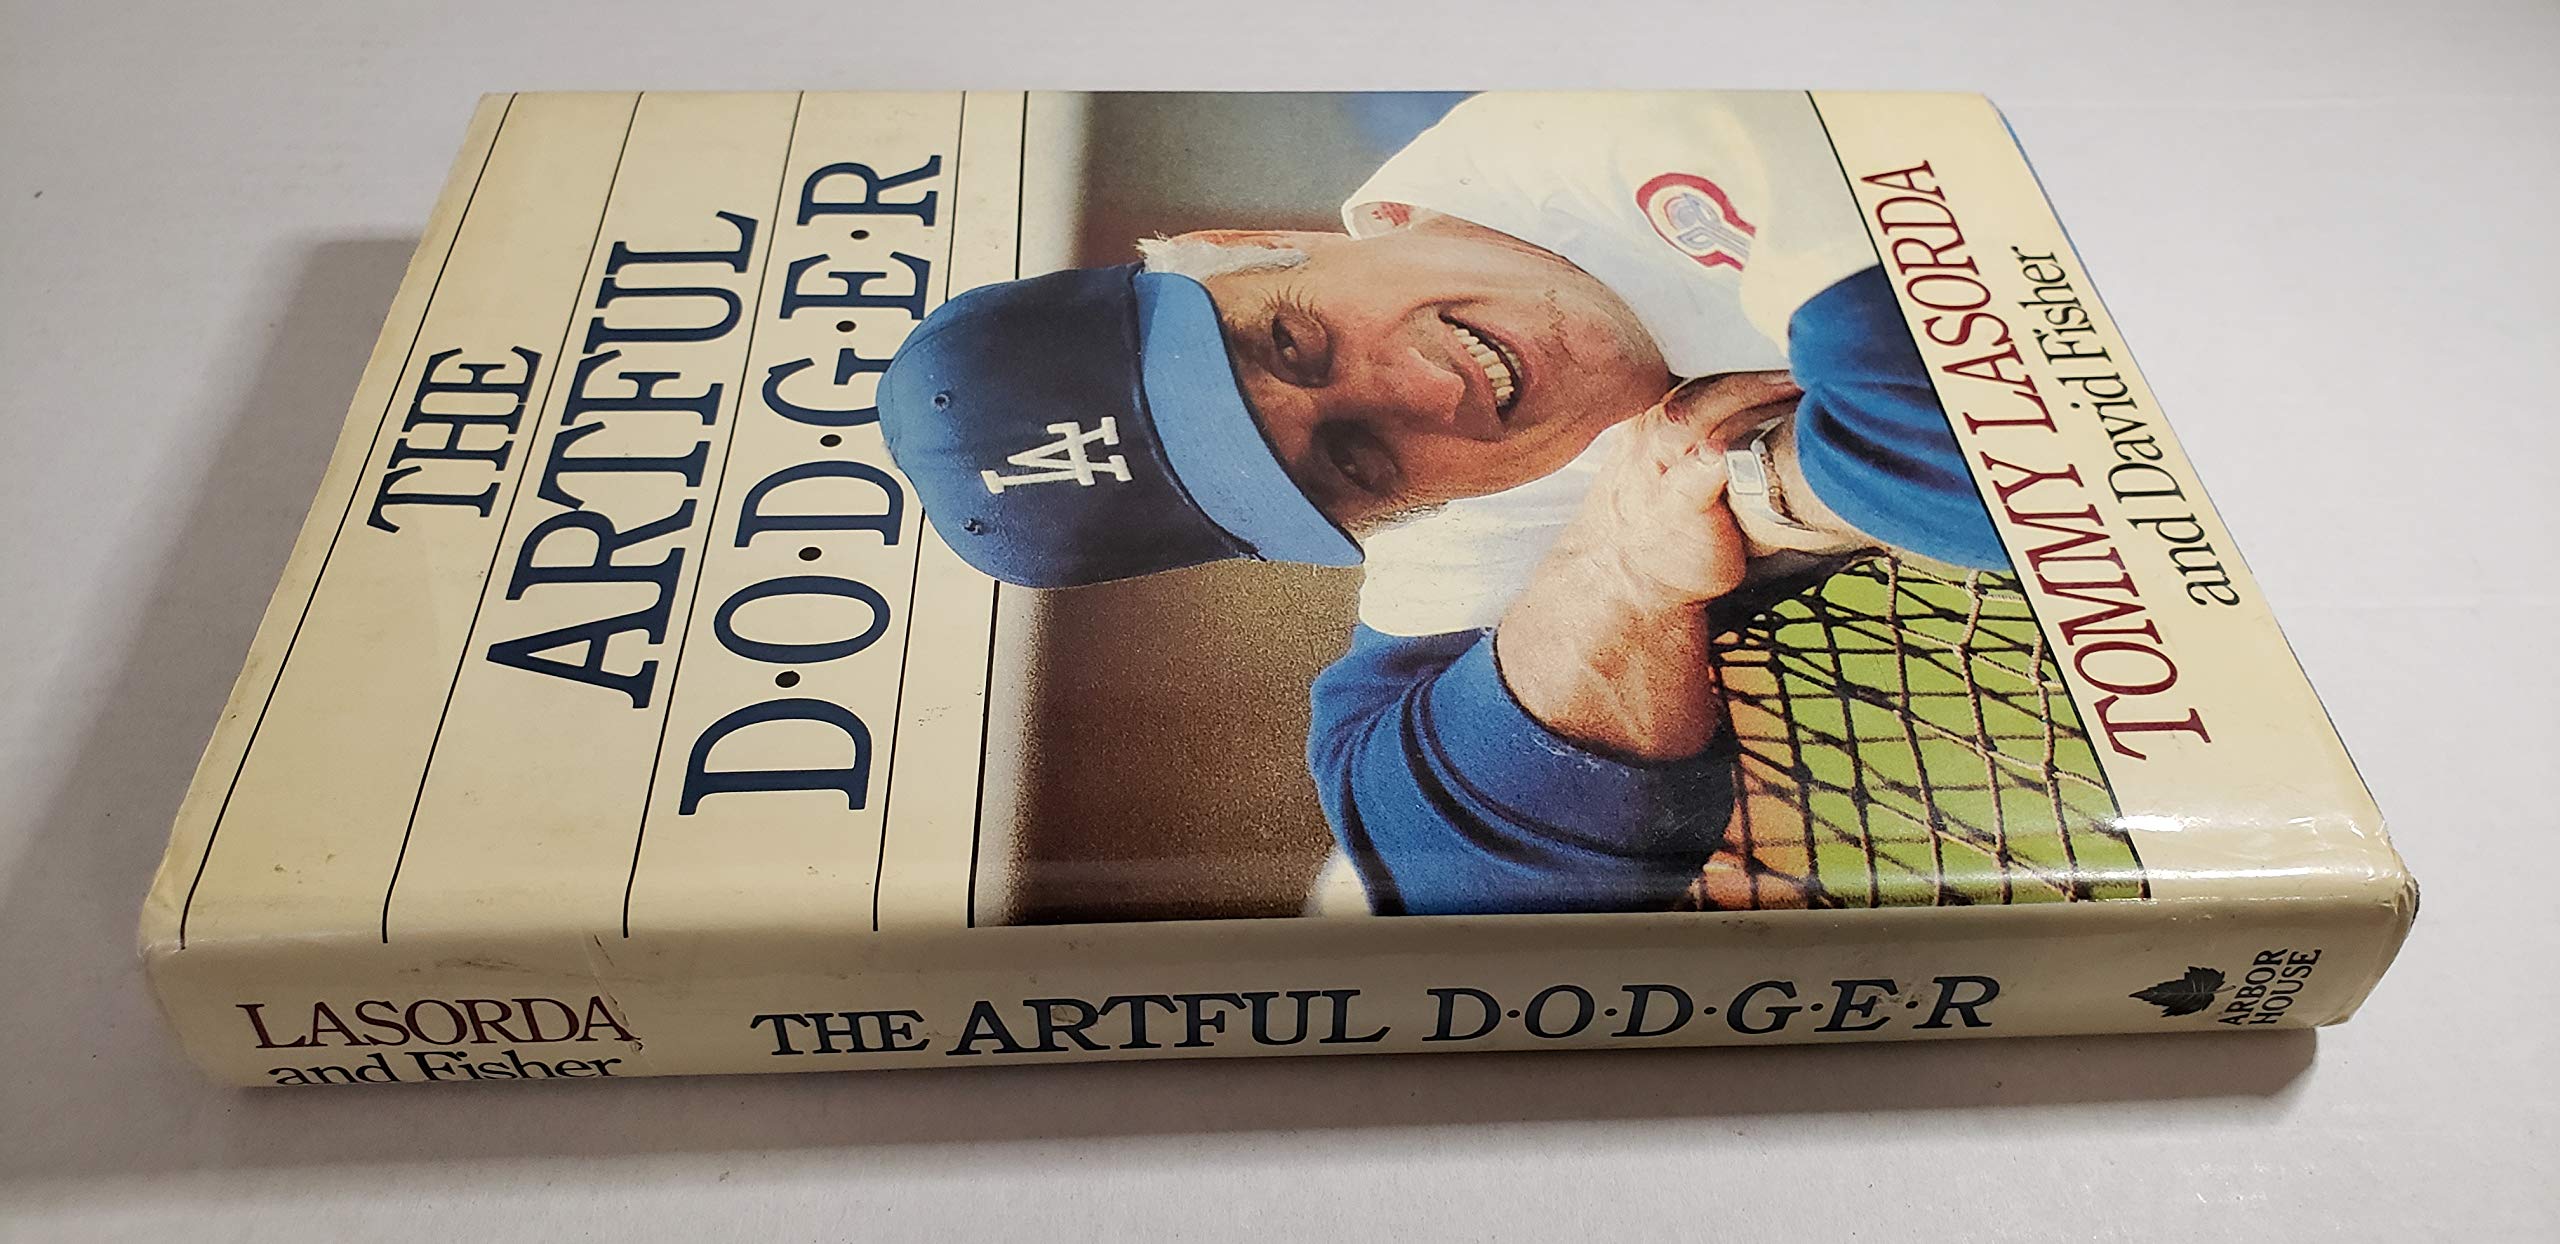 THE
ARTFUL
D·O·D·G·E·R
LA
TOMMY LASORDA
and David Fisher
LASORDA
and Fisher
THE ARTFUL D·O·D·G·E·R
ARBOR
HOUSE